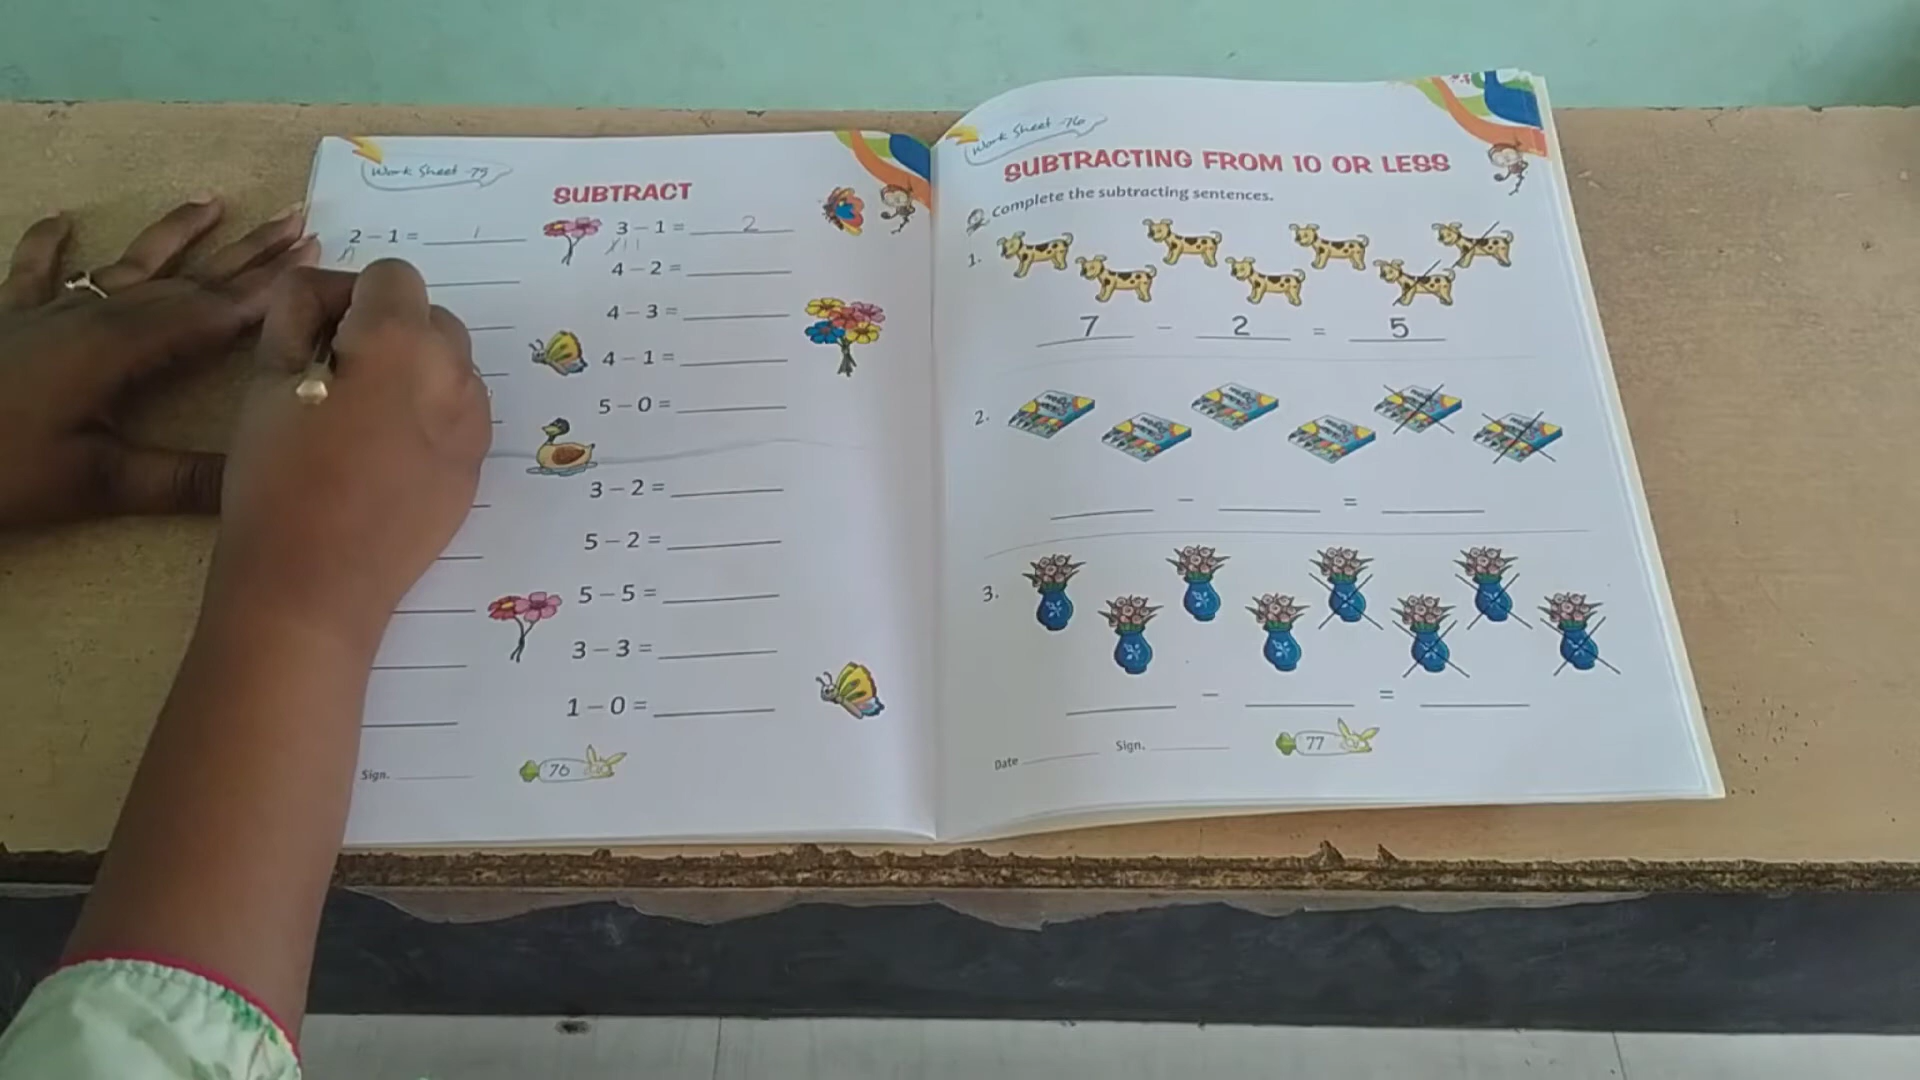 Work Sheet -75
SUBTRACT
2 - 1 = 1
3 - 1 = 2
4 - 2 =
4 - 3 =
4 - 1 =
5 - 0 =
3 - 2 =
5 - 2 =
5 - 5 =
3 - 3 =
1 - 0 =
Sign.
76
Work Sheet -76
SUBTRACTING FROM 10 OR LESS
Complete the subtracting sentences.
1.
7 - 2 = 5
2.
- =
3.
- =
Date Sign.
77